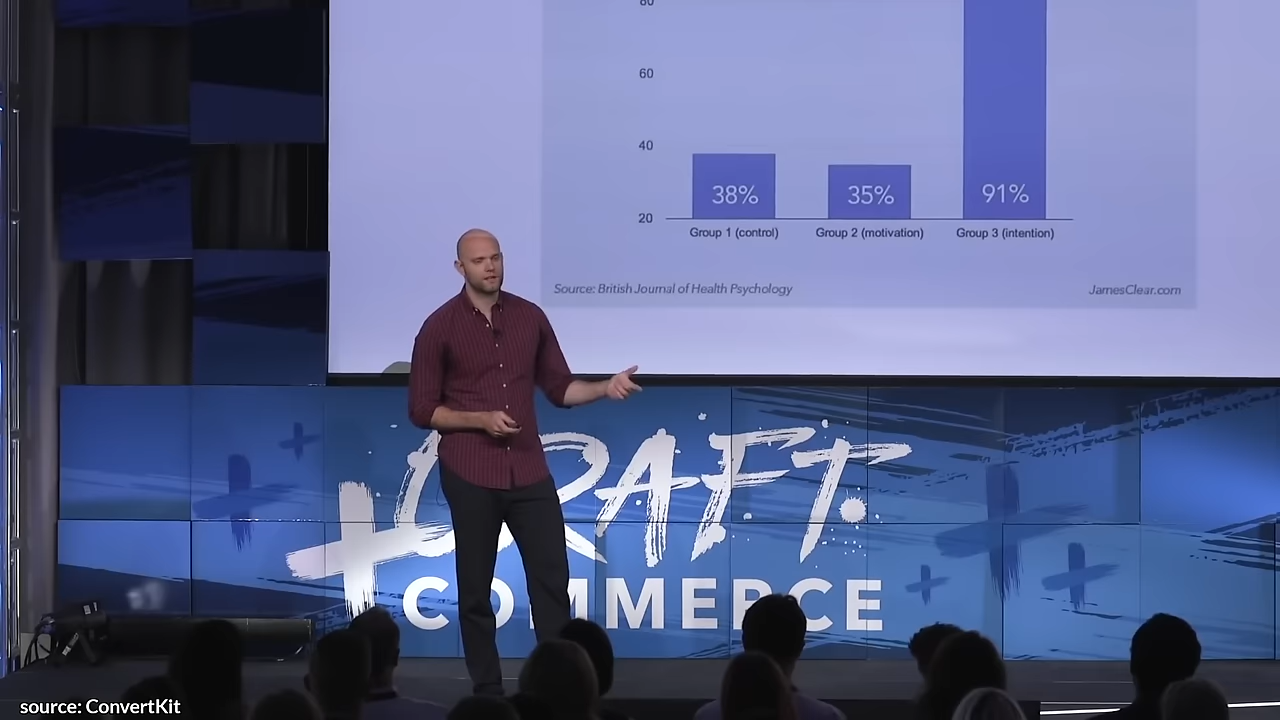 80
60
40
20
38%
35%
91%
Group 1 (control)
Group 2 (motivation)
Group 3 (intention)
Source: British Journal of Health Psychology
JamesClear.com
CRAFT
COMMERCE
source: ConvertKit